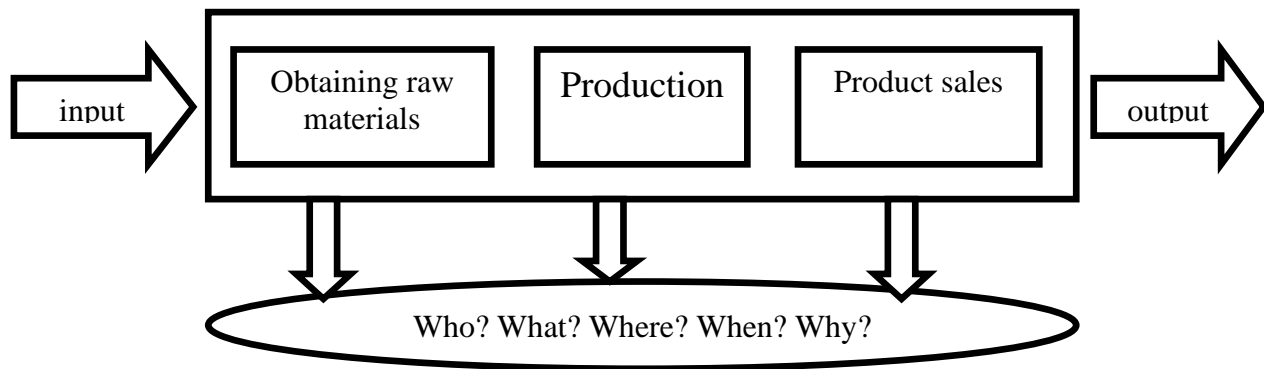 input
Obtaining raw
materials
Production
Product sales
output
Who? What? Where? When? Why?